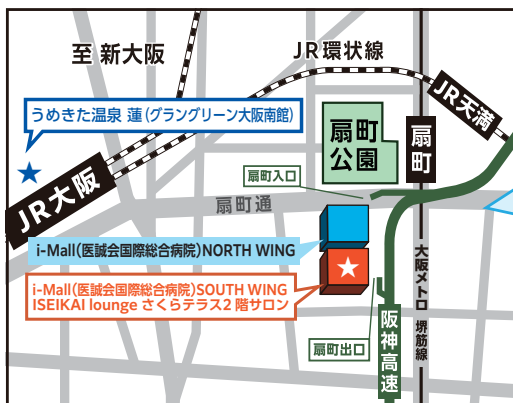 至 新大阪
JR環状線
JR天満
うめきた温泉 蓮(グラングリーン大阪南館)
扇町
公園
扇町
扇町入口
JR大阪
扇町通
i-Mall(医誠会国際総合病院)NORTH WING
i-Mall(医誠会国際総合病院)SOUTH WING
ISEIKAI lounge さくらテラス2 階サロン
大阪メトロ 堺筋線
阪神高速
扇町出口